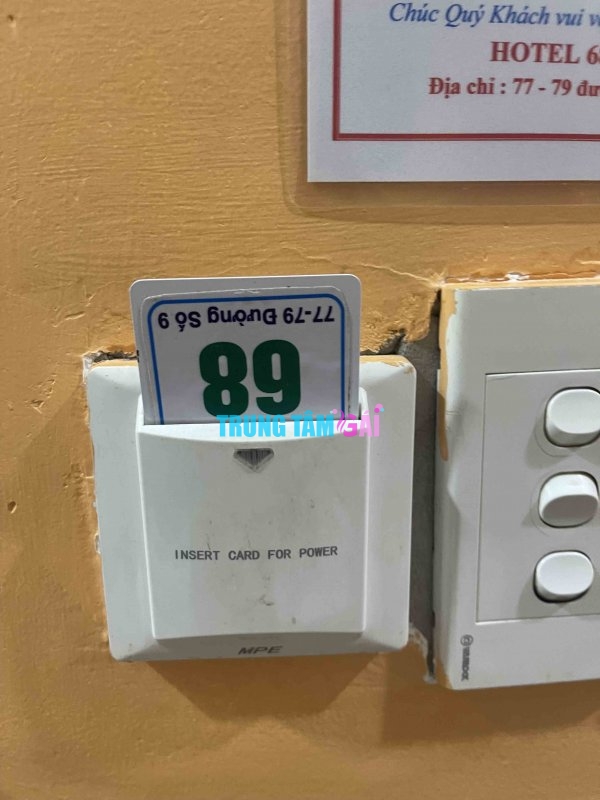 Chúc Quý Khách vui
HOTEL 6
Địa chỉ : 77 - 79
77-79 Đường Số 9
68
TRUNG TÂM GÁI
INSERT CARD FOR POWER
MPE